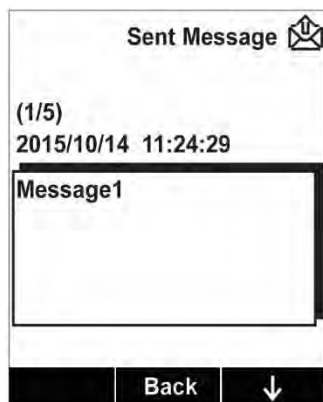 Sent Message
(1/5)
2015/10/14 11:24:29
Message1
Back ↓